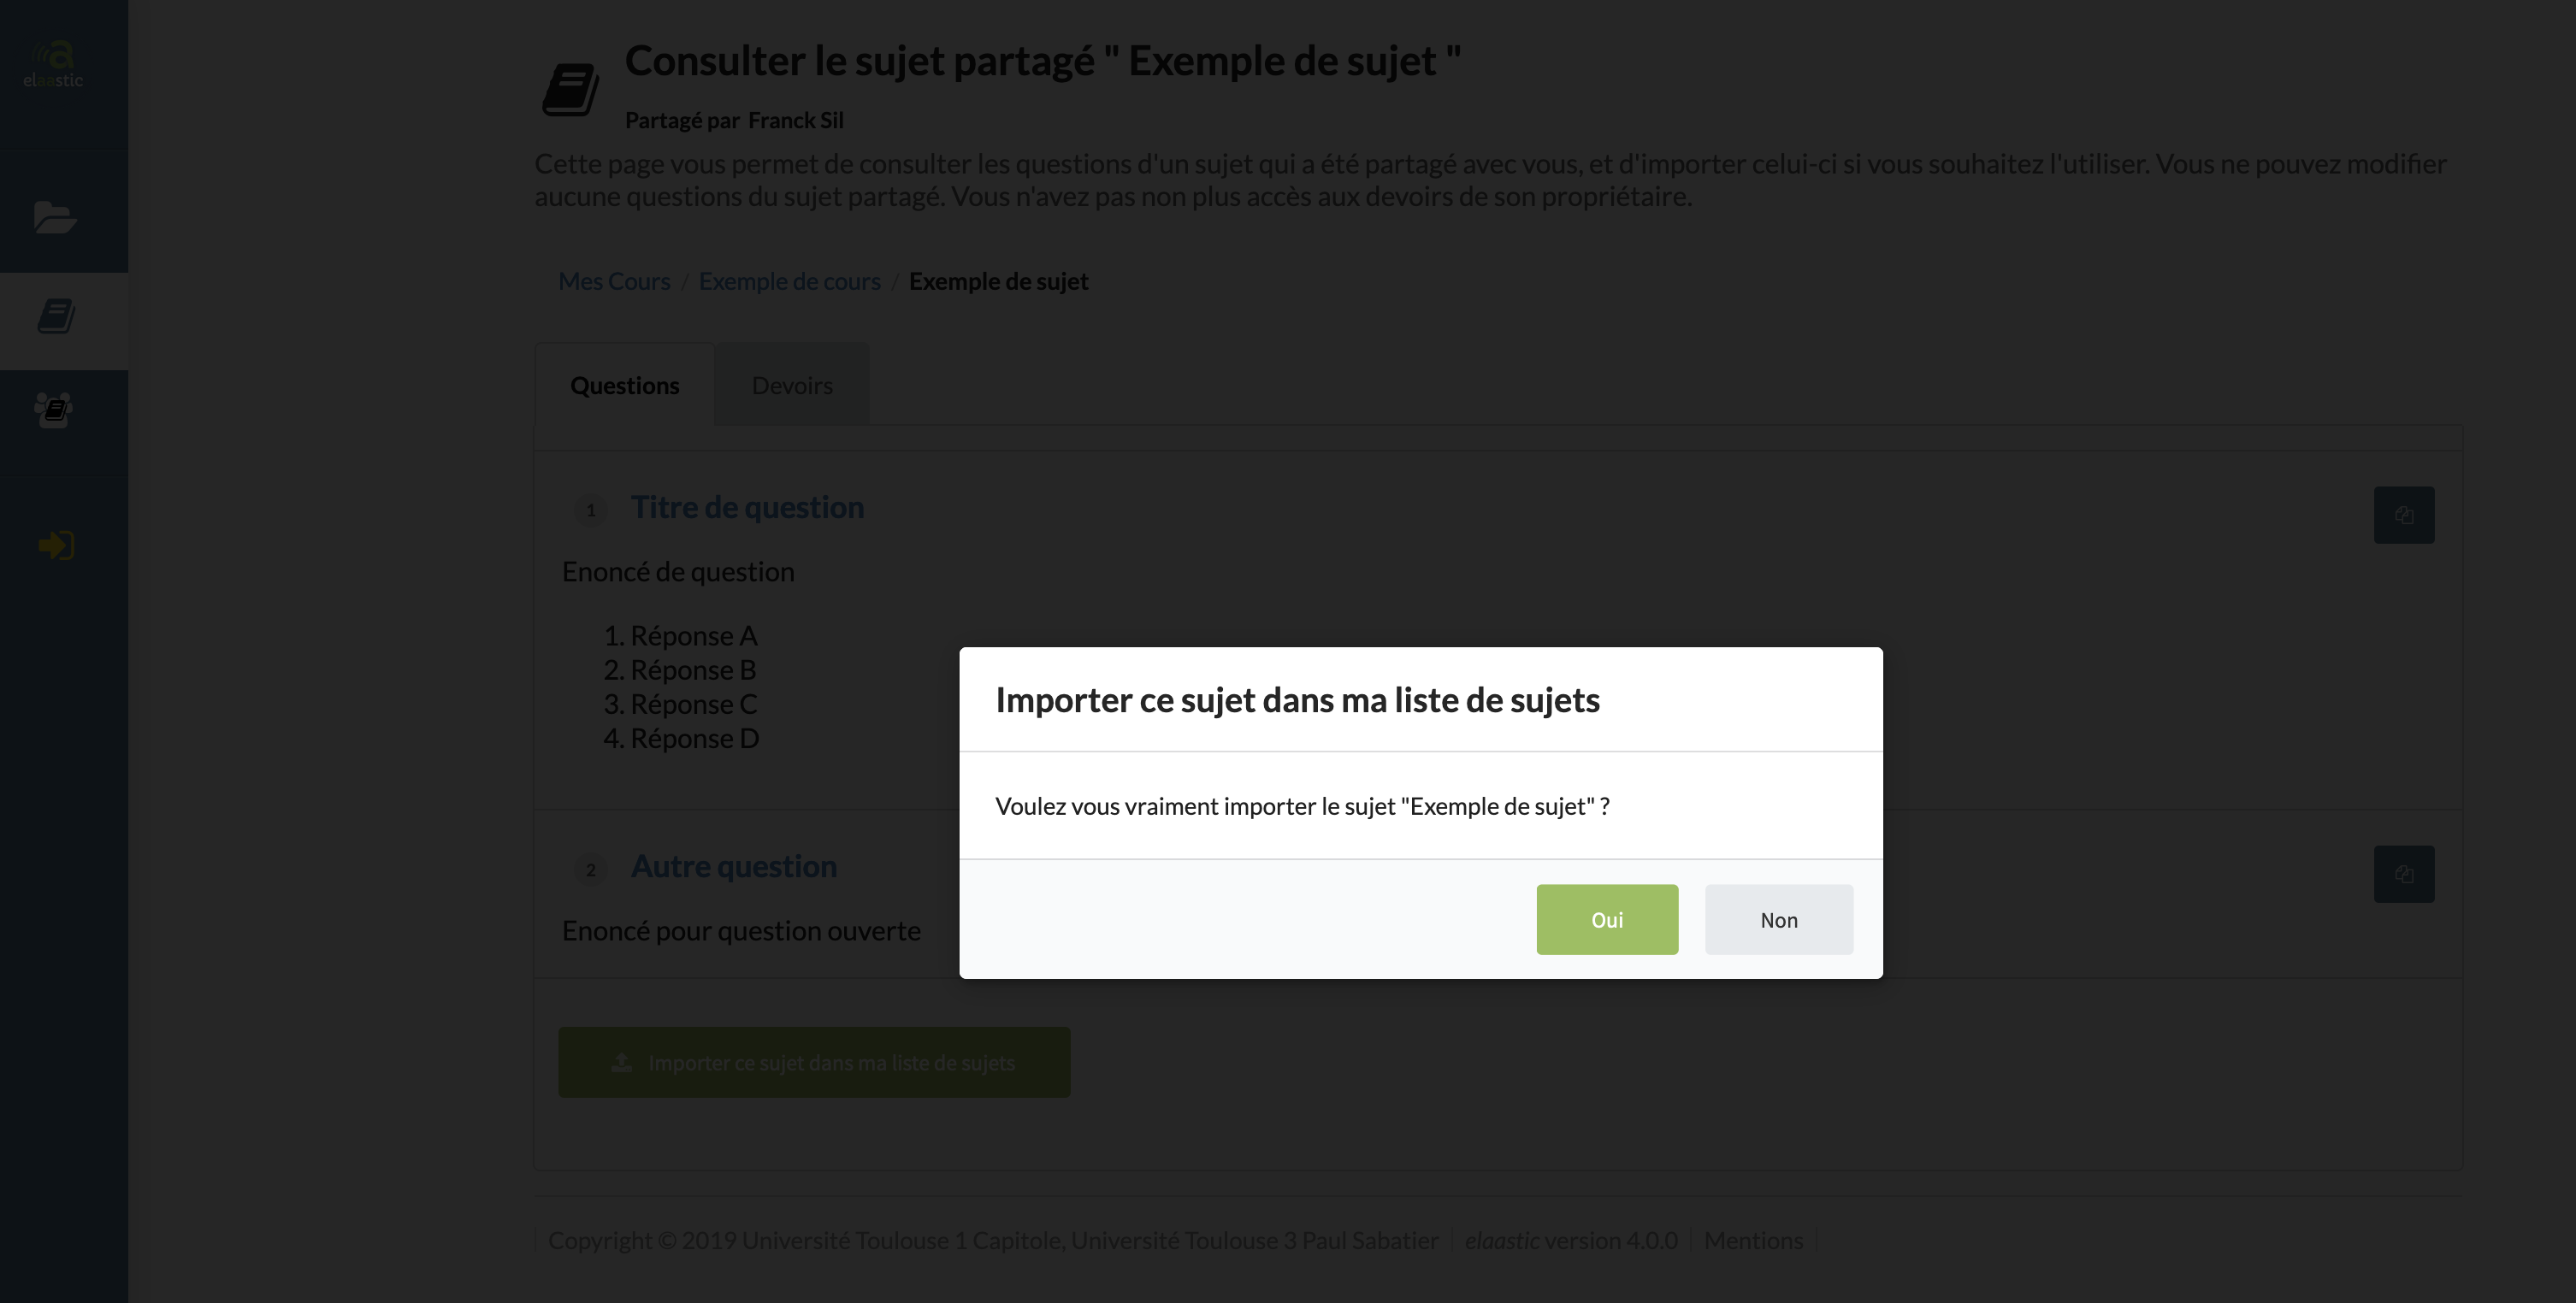 elaastic
Consulter le sujet partagé " Exemple de sujet "
Partagé par Franck Sil
Cette page vous permet de consulter les questions d'un sujet qui a été partagé avec vous, et d'importer celui-ci si vous souhaitez l'utiliser. Vous ne pouvez modifier
aucune questions du sujet partagé. Vous n'avez pas non plus accès aux devoirs de son propriétaire.
Mes Cours / Exemple de cours / Exemple de sujet
Questions Devoirs
1 Titre de question
Enoncé de question
1. Réponse A
2. Réponse B
3. Réponse C
4. Réponse D
Importer ce sujet dans ma liste de sujets
Voulez vous vraiment importer le sujet "Exemple de sujet" ?
Oui Non
2 Autre question
Enoncé pour question ouverte
Importer ce sujet dans ma liste de sujets
Copyright © 2019 Université Toulouse 1 Capitole, Université Toulouse 3 Paul Sabatier elaastic version 4.0.0 Mentions